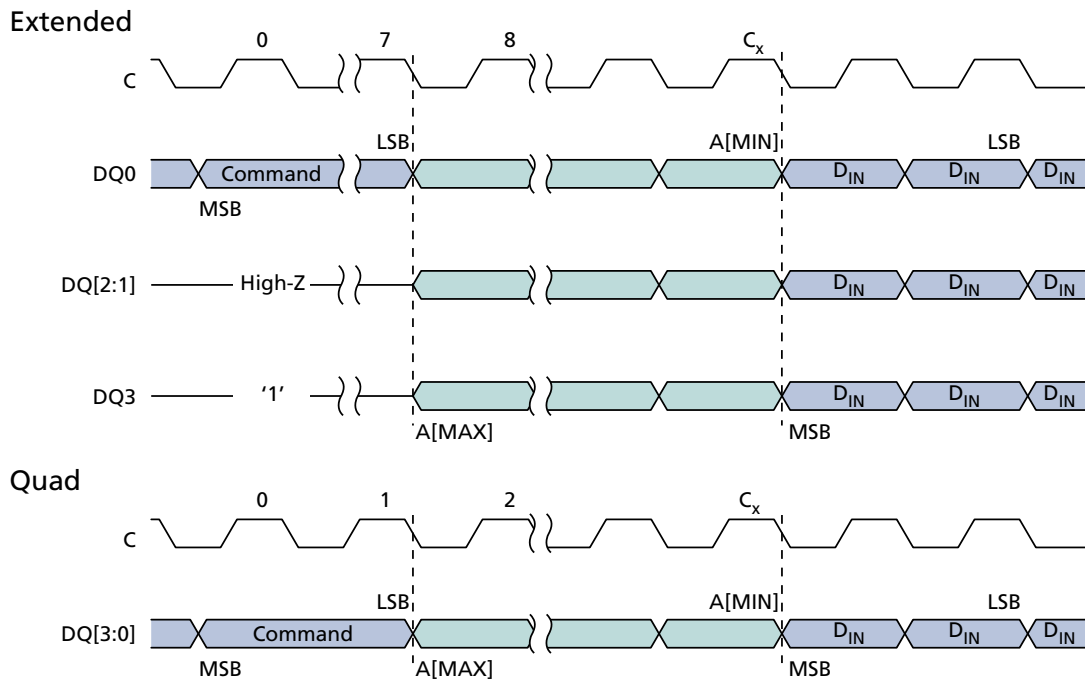 Extended
0 7 8 Cx
C
LSB A[MIN] LSB
DQ0 Command DIN DIN DIN
MSB
DQ[2:1] High-Z DIN DIN DIN
DQ3 '1' DIN DIN DIN
A[MAX] MSB
Quad
0 1 2 Cx
C
LSB A[MIN] LSB
DQ[3:0] Command DIN DIN DIN
MSB A[MAX] MSB